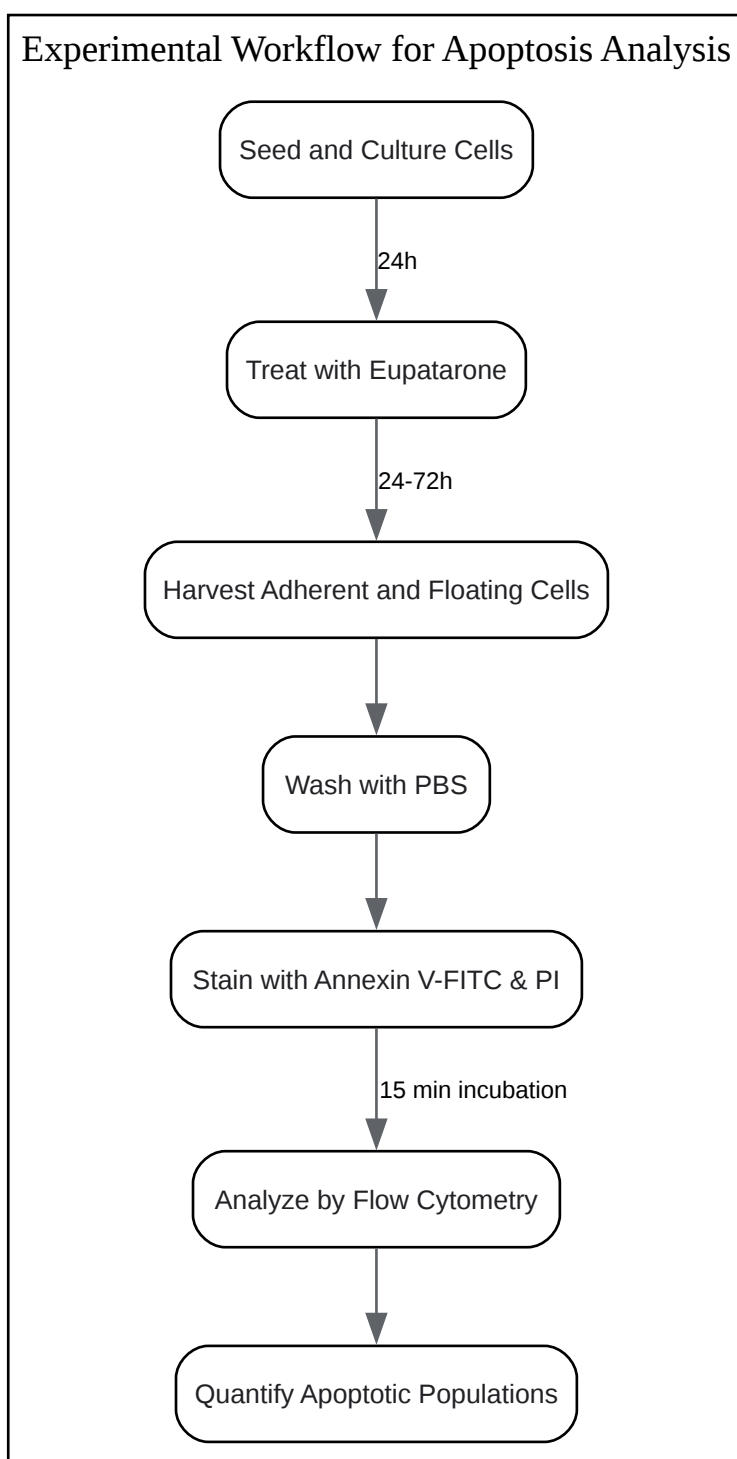 Experimental Workflow for Apoptosis Analysis
Seed and Culture Cells
24h
Treat with Eupatarone
24-72h
Harvest Adherent and Floating Cells
Wash with PBS
Stain with Annexin V-FITC & PI
15 min incubation
Analyze by Flow Cytometry
Quantify Apoptotic Populations